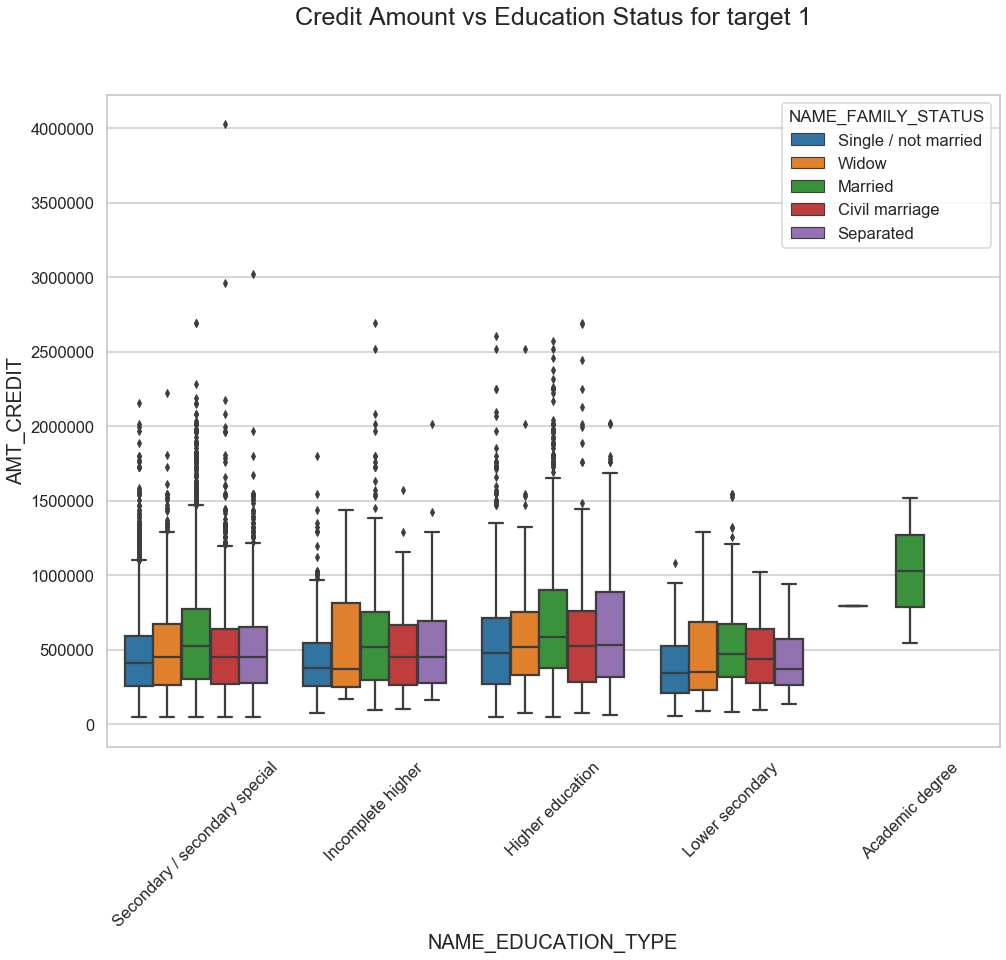 Credit Amount vs Education Status for target 1
NAME_FAMILY_STATUS
Single / not married
Widow
Married
Civil marriage
Separated
AMT_CREDIT
4000000
3500000
3000000
2500000
2000000
1500000
1000000
500000
0
Secondary / secondary special
Incomplete higher
Higher education
Lower secondary
Academic degree
NAME_EDUCATION_TYPE